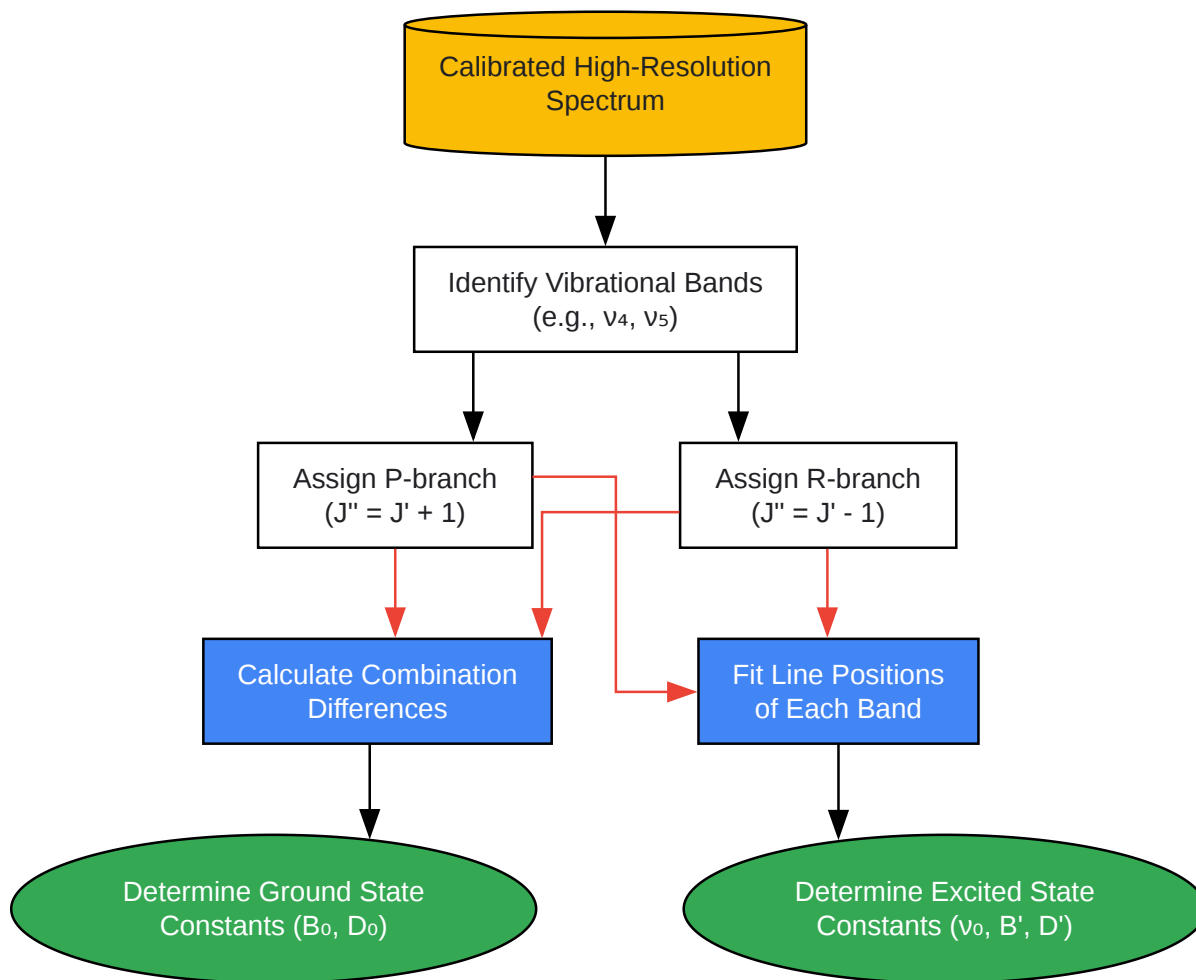 Calibrated High-Resolution
Spectrum
Identify Vibrational Bands
(e.g., ν₄, ν₅)
Assign P-branch
(J'' = J' + 1)
Assign R-branch
(J'' = J' - 1)
Calculate Combination
Differences
Fit Line Positions
of Each Band
Determine Ground State
Constants (B₀, D₀)
Determine Excited State
Constants (ν₀, B', D')